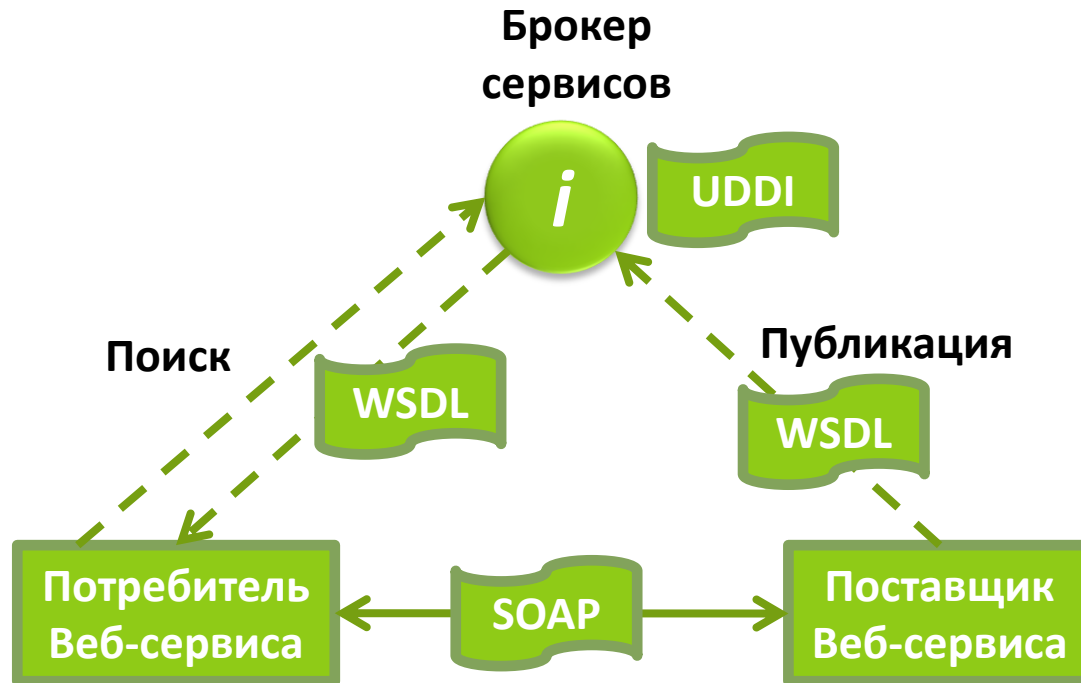 Брокер
сервисов
i
UDDI
Поиск
Публикация
WSDL
WSDL
Потребитель
Веб-сервиса
SOAP
Поставщик
Веб-сервиса